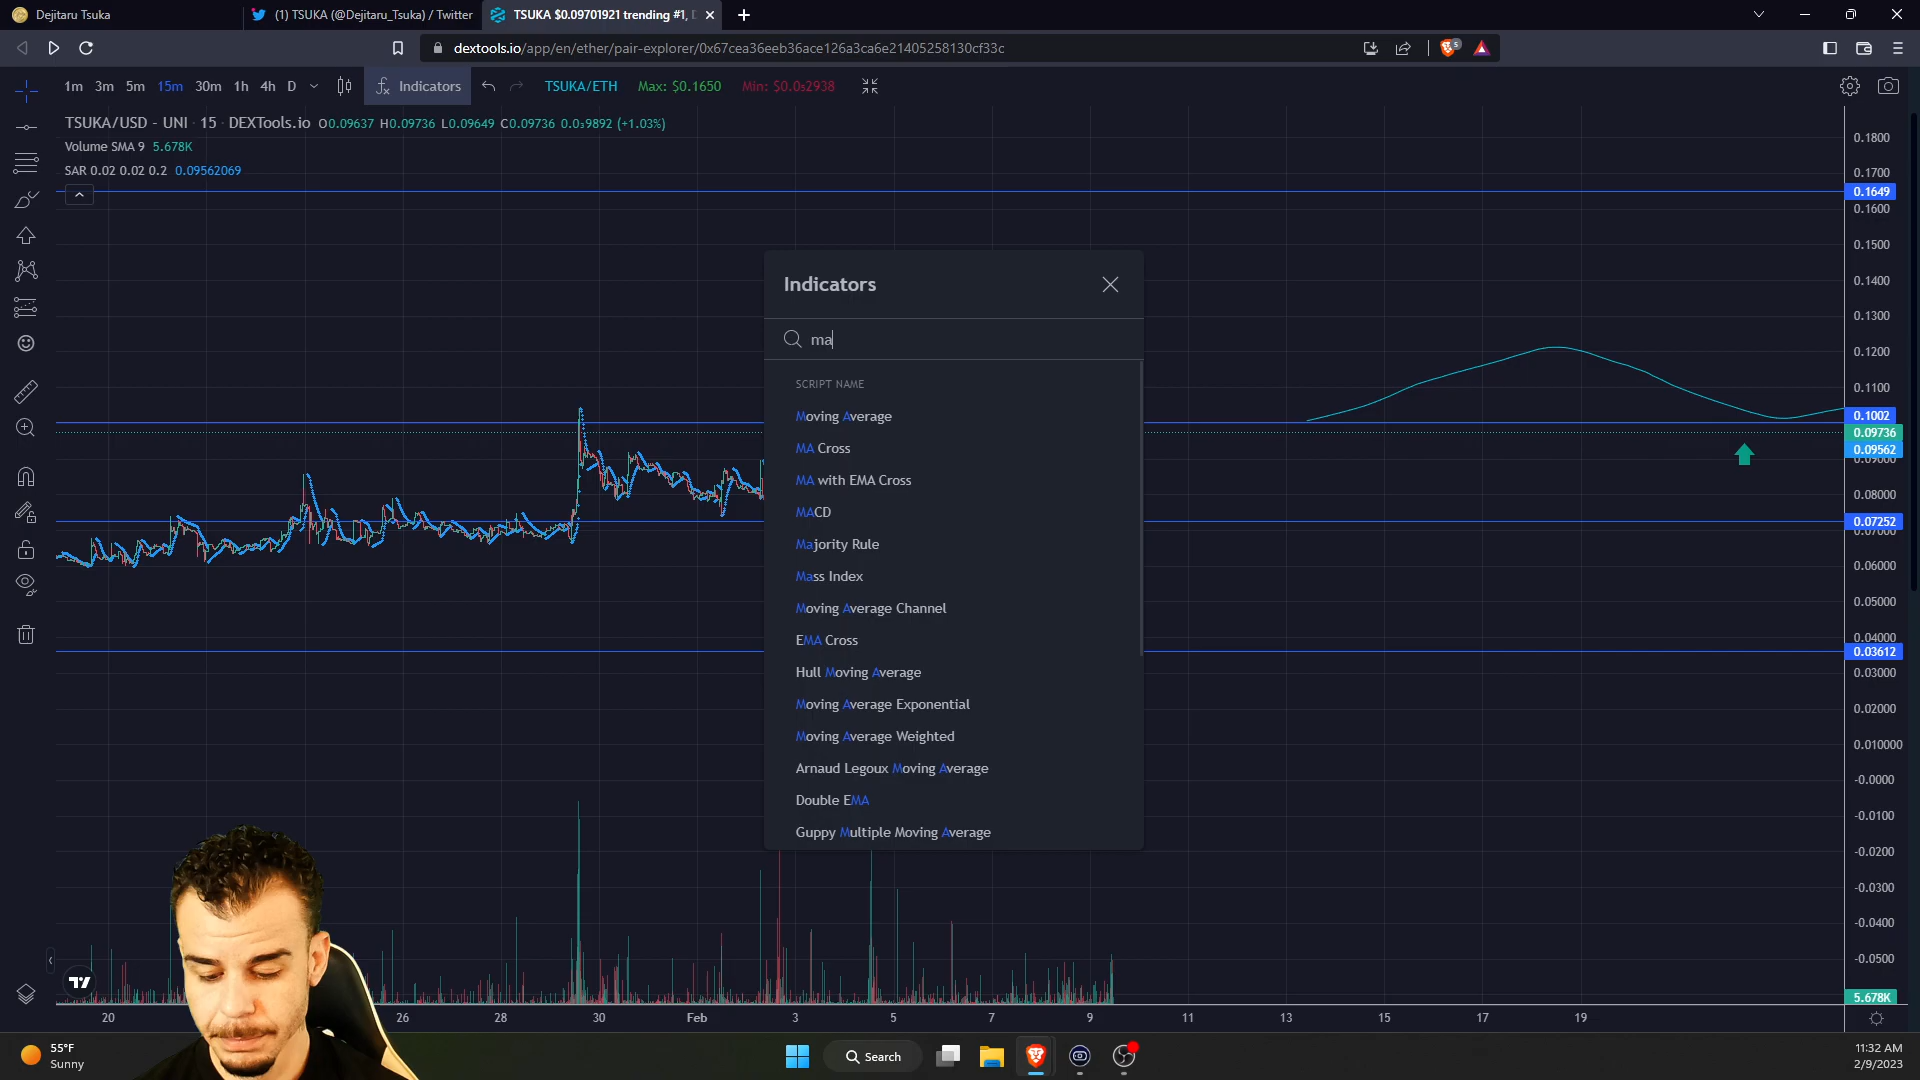 Dejitaru Tsuka
(1) TSUKA (@Dejitaru_Tsuka) / Twitter
TSUKA $0.09701921 trending #1,
dextools.io/app/en/ether/pair-explorer/0x67cea36eeb36ace126a3ca6e21405258130cf33c
1m 3m 5m 15m 30m 1h 4h D Indicators TSUKA/ETH Max: $0.1650 Min: $0.0₅2938
TSUKA/USD - UNI · 15 · DEXTools.io O0.09637 H0.09736 L0.09649 C0.09736 0.0₃9892 (+1.03%)
Volume SMA 9 5.678K
SAR 0.02 0.02 0.2 0.09562069
Indicators
ma
SCRIPT NAME
Moving Average
MA Cross
MA with EMA Cross
MACD
Majority Rule
Mass Index
Moving Average Channel
EMA Cross
Hull Moving Average
Moving Average Exponential
Moving Average Weighted
Arnaud Legoux Moving Average
Double EMA
Guppy Multiple Moving Average
0.1800
0.1700
0.1649
0.1600
0.1500
0.1400
0.1300
0.1200
0.1100
0.1002
0.09736
0.09562
0.09000
0.08000
0.07252
0.07000
0.06000
0.05000
0.04000
0.03612
0.03000
0.02000
0.010000
-0.0000
-0.0100
-0.0200
-0.0300
-0.0400
-0.0500
5.678K
20 26 28 30 Feb 3 5 7 9 11 13 15 17 19
55°F
Sunny
Search
11:32 AM
2/9/2023